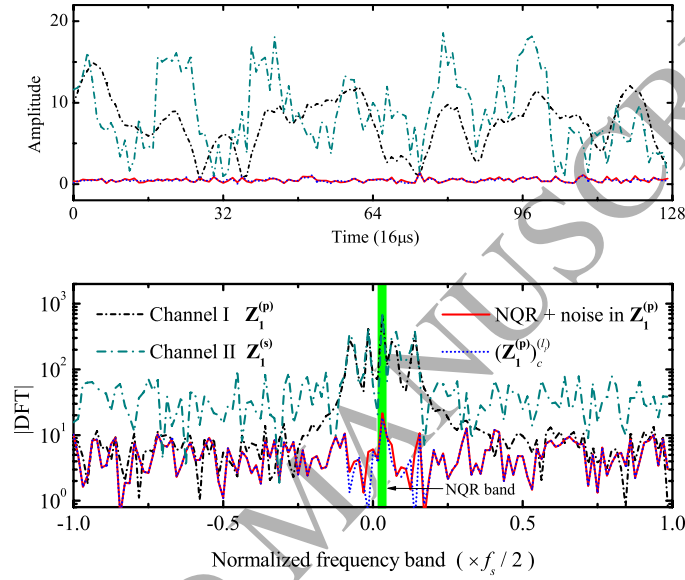 20
10
0
Amplitude
0 32 64 96 128
Time (16μs)
10³
10²
10¹
10⁰
|DFT|
Channel I Z₁⁽ᵖ⁾
Channel II Z₁⁽ˢ⁾
NQR + noise in Z₁⁽ᵖ⁾
(Z₁⁽ᵖ⁾)_c^(l_i)
NQR band
-1.0 -0.5 0.0 0.5 1.0
Normalized frequency band ( × f_s / 2 )
MANUSCR